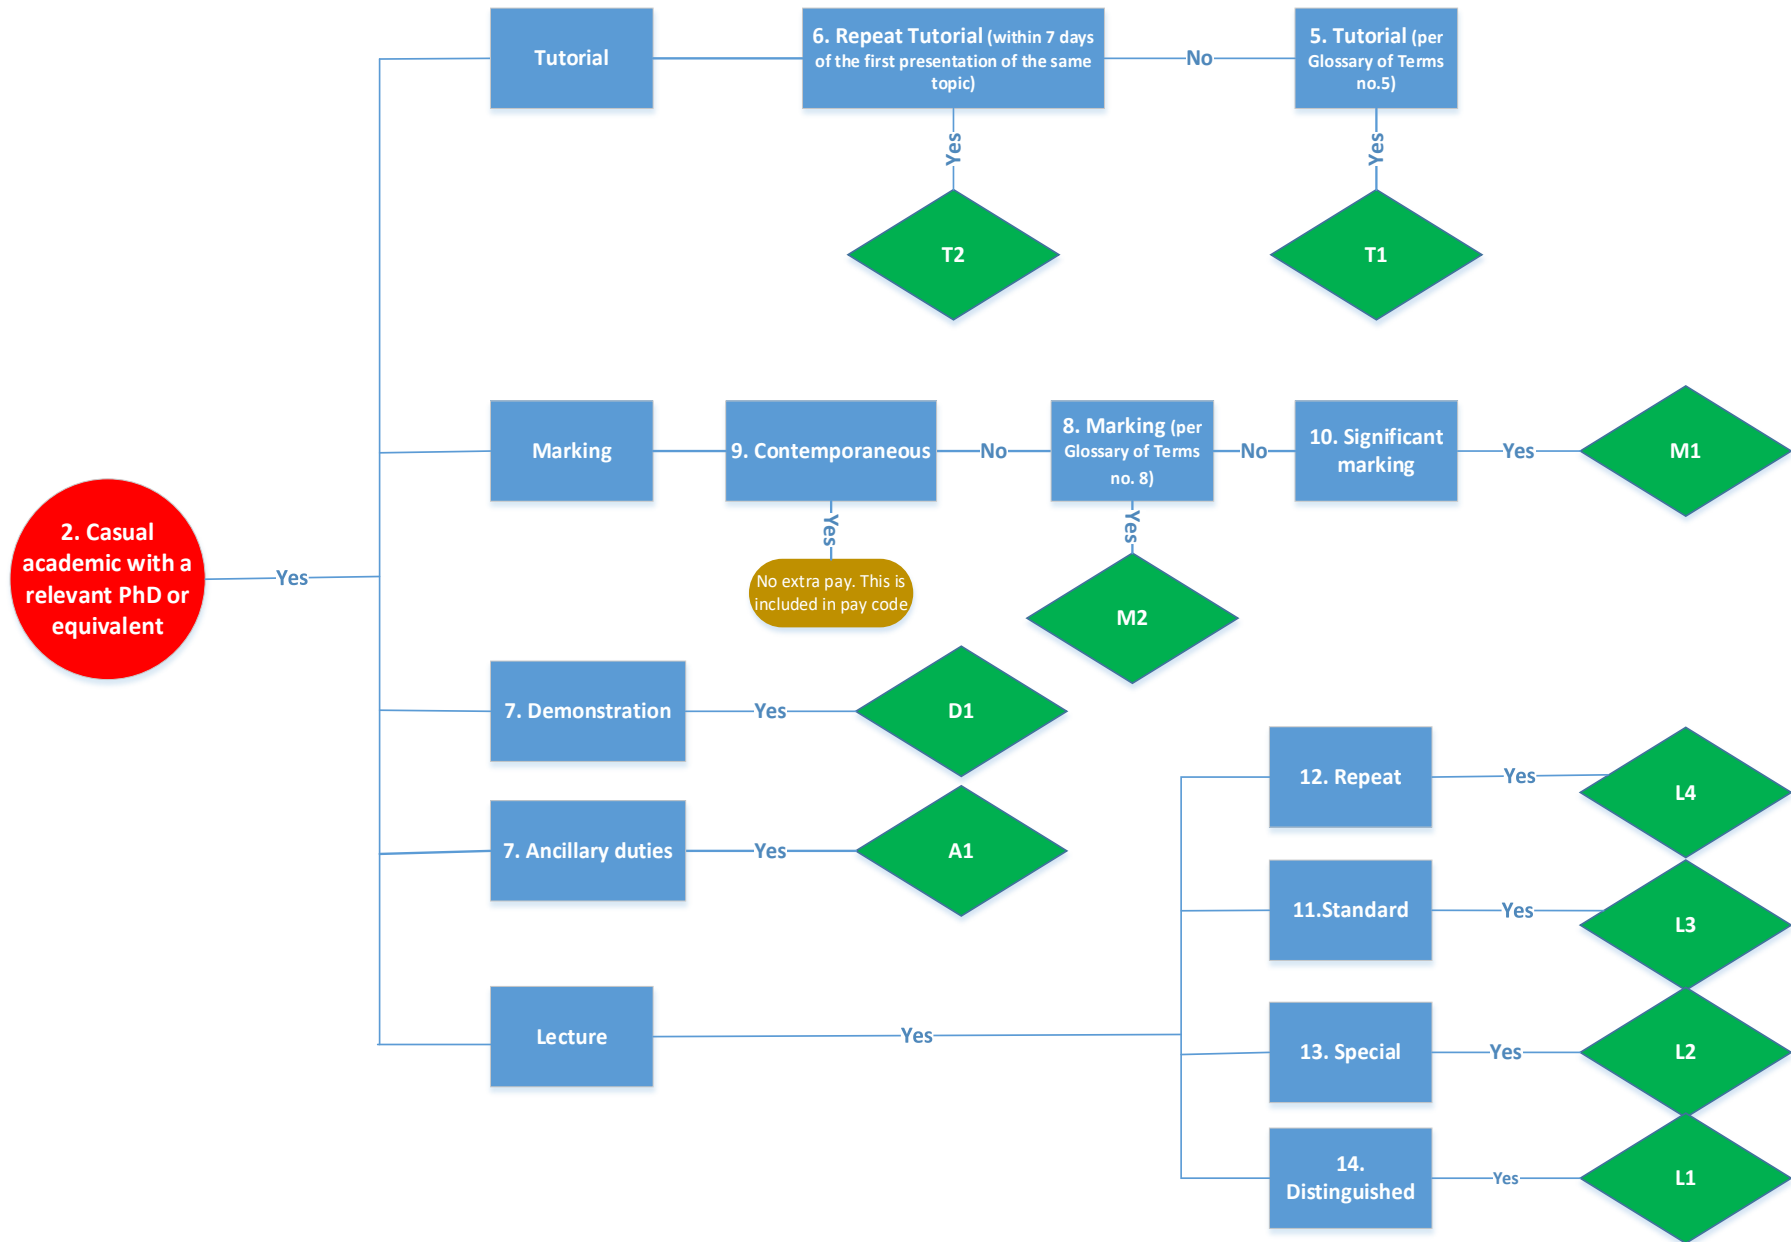 Tutorial
6. Repeat Tutorial (within 7 days
of the first presentation of the same
topic)
No
5. Tutorial (per
Glossary of Terms
no.5)
Yes
Yes
T2
T1
Marking
9. Contemporaneous
No
8. Marking (per
Glossary of Terms
no. 8)
No
10. Significant
marking
Yes
M1
Yes
Yes
No extra pay. This is
included in pay code
M2
2. Casual
academic with a
relevant PhD or
equivalent
Yes
7. Demonstration
Yes
D1
7. Ancillary duties
Yes
A1
Lecture
Yes
12. Repeat
Yes
L4
11.Standard
Yes
L3
13. Special
Yes
L2
14.
Distinguished
Yes
L1